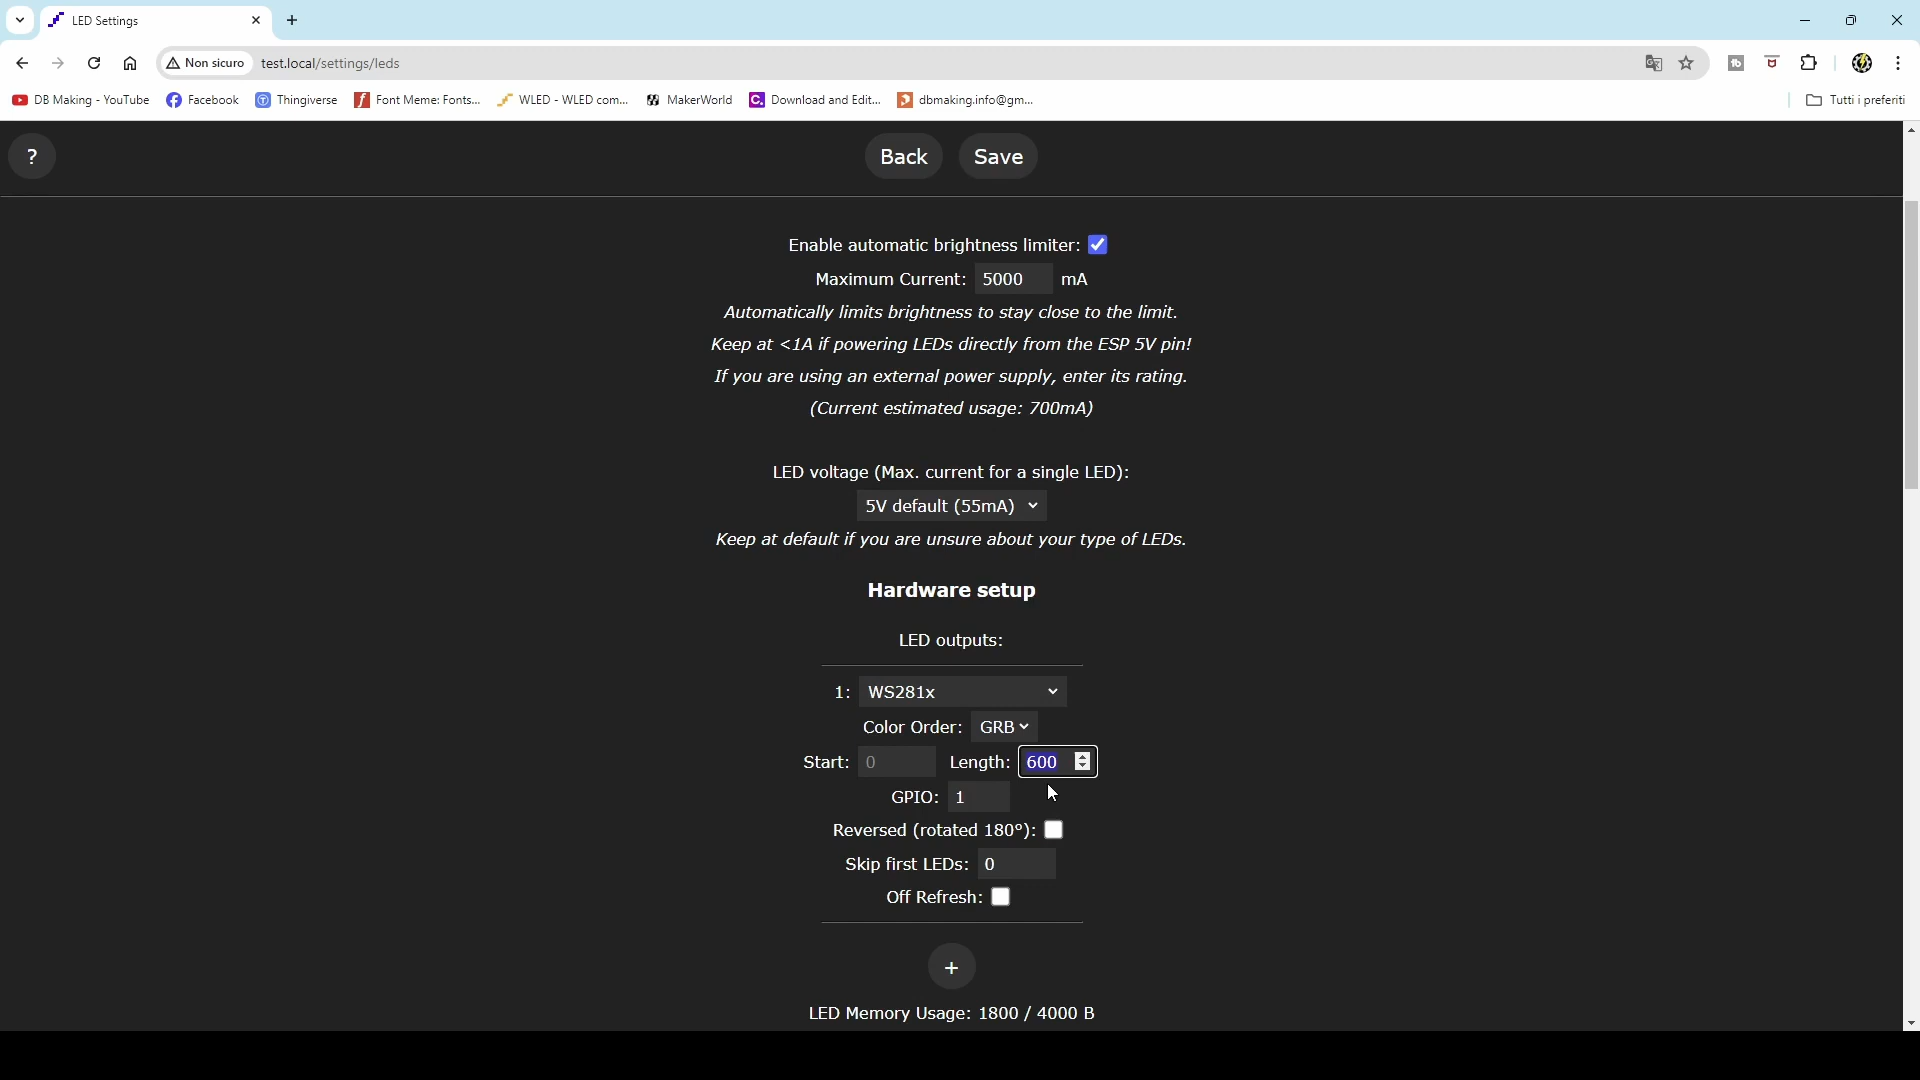 LED Settings
Non sicuro test.local/settings/leds
DB Making - YouTube Facebook Thingiverse Font Meme: Fonts... WLED - WLED com... MakerWorld Download and Edit... dbmaking.info@gm... Tutti i preferiti
? Back Save
Enable automatic brightness limiter:
Maximum Current: 5000 mA
Automatically limits brightness to stay close to the limit.
Keep at <1A if powering LEDs directly from the ESP 5V pin!
If you are using an external power supply, enter its rating.
(Current estimated usage: 700mA)
LED voltage (Max. current for a single LED):
5V default (55mA)
Keep at default if you are unsure about your type of LEDs.
Hardware setup
LED outputs:
1: WS281x
Color Order: GRB
Start: 0 Length: 600
GPIO: 1
Reversed (rotated 180°):
Skip first LEDs: 0
Off Refresh:
+
LED Memory Usage: 1800 / 4000 B